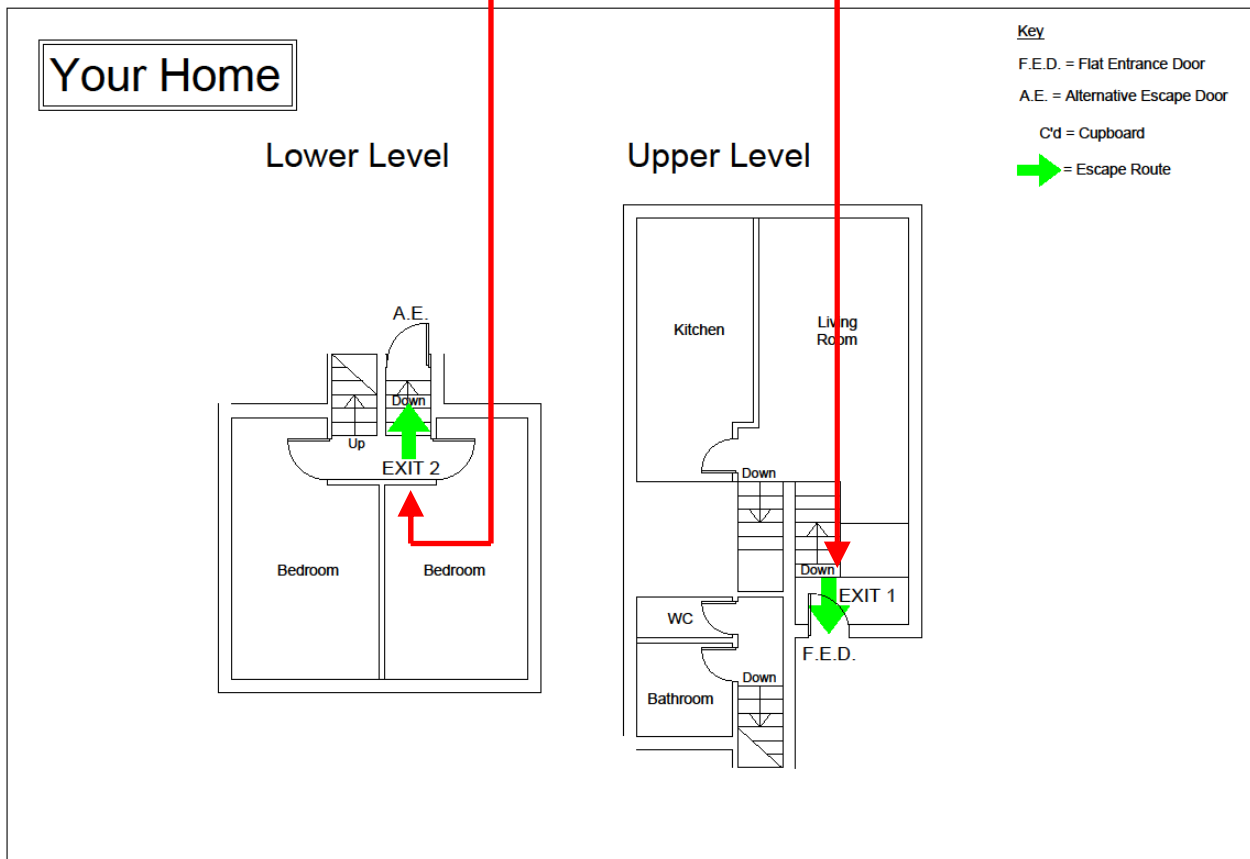 Your Home
Key
F.E.D. = Flat Entrance Door
A.E. = Alternative Escape Door
C'd = Cupboard
= Escape Route
Lower Level
A.E.
Down
Up
EXIT 2
Bedroom
Bedroom
Upper Level
Kitchen
Living
Room
Down
Down
EXIT 1
WC
F.E.D.
Down
Bathroom